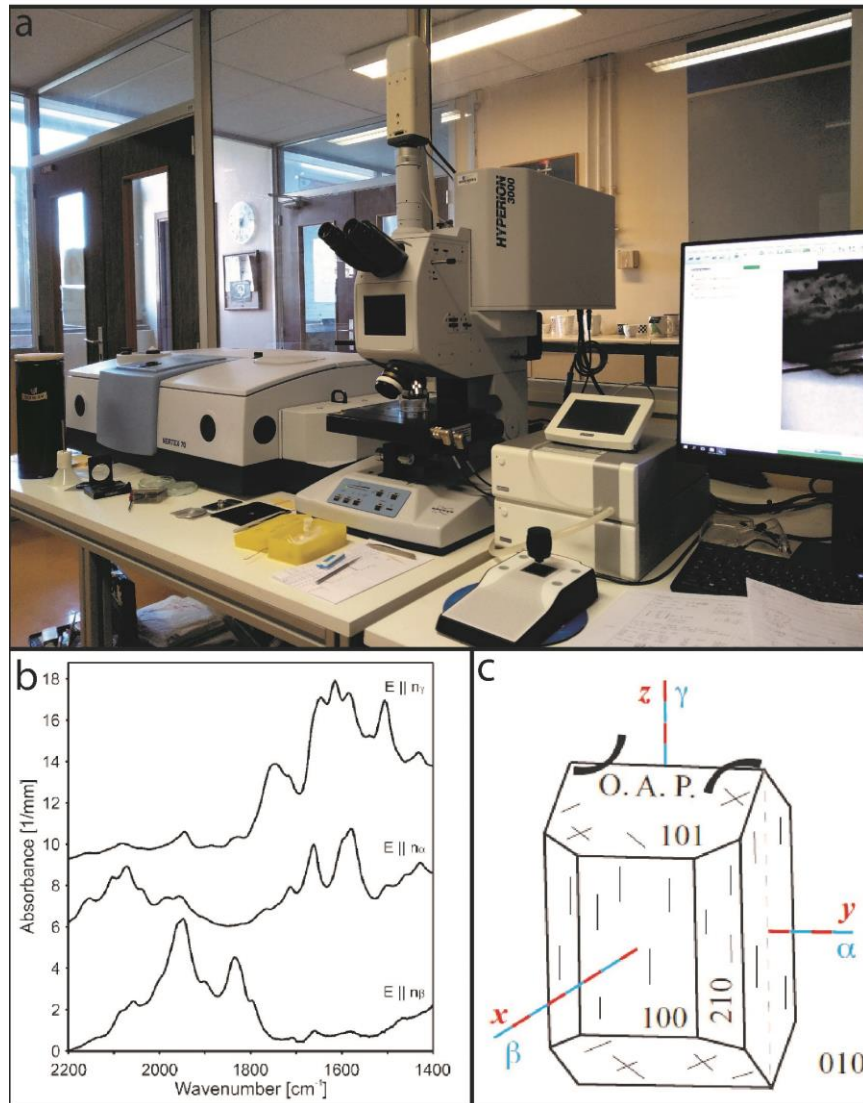 a
HYPERION
3000
VERTEX 70
b
18
16
14
12
10
8
6
4
2
0
E || nγ
E || nα
E || nβ
Absorbance [1/mm]
2200 2000 1800 1600 1400
Wavenumber [cm⁻¹]
c
z γ
O. A. P.
101
y
α
x
β
100
210
010